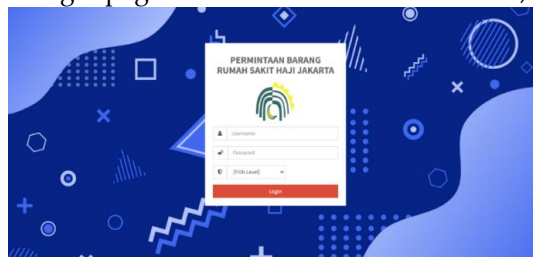 PERMINTAAN BARANG
RUMAH SAKIT HAJI JAKARTA
Username
Password
[Pilih Level]
Login